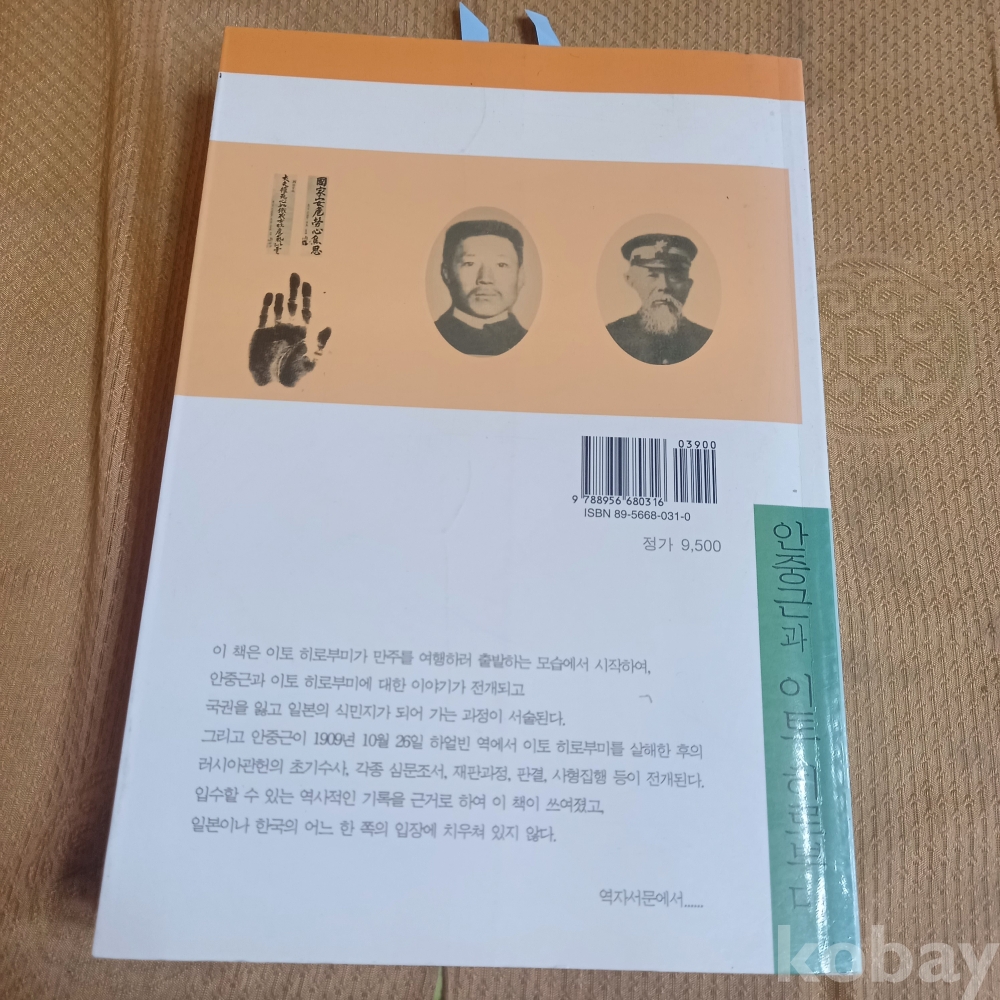 國家安危勞心焦思
03900
9 788956 680316
ISBN 89-5668-031-0
정가 9,500
안중근과 이토 히로부미
이 책은 이토 히로부미가 만주를 여행하러 출발하는 모습에서 시작하여,
안중근과 이토 히로부미에 대한 이야기가 전개되고
국권을 잃고 일본의 식민지가 되어 가는 과정이 서술된다.
그리고 안중근이 1909년 10월 26일 하얼빈 역에서 이토 히로부미를 살해한 후의
러시아관헌의 초기수사, 각종 심문조서, 재판과정, 판결, 사형집행 등이 전개된다.
입수할 수 있는 역사적인 기록을 근거로 하여 이 책이 쓰여졌고,
일본이나 한국의 어느 한 쪽의 입장에 치우쳐 있지 않다.
역자서문에서......
kobay